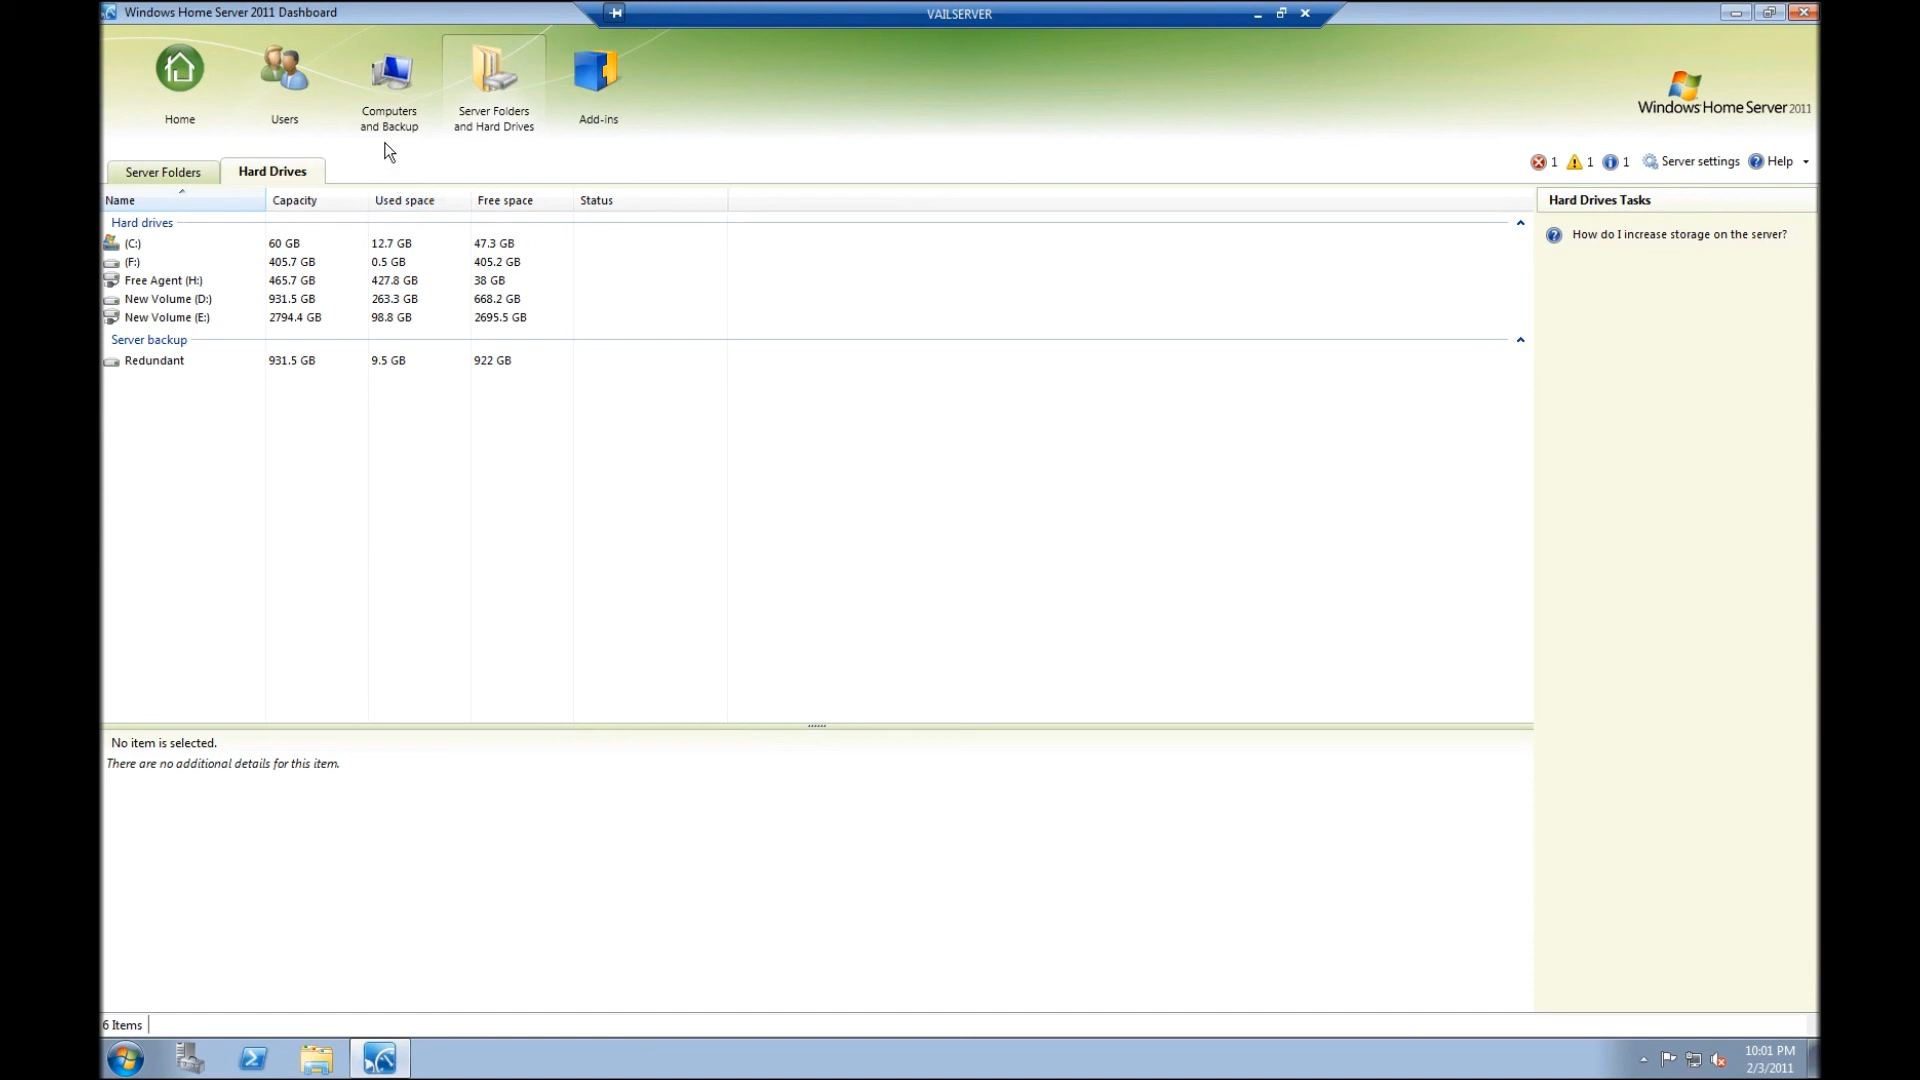 Windows Home Server 2011 Dashboard
VAILSERVER
Home
Users
Computers
and Backup
Server Folders
and Hard Drives
Add-ins
Windows Home Server 2011
Server Folders
Hard Drives
1
1
1
Server settings
Help
Name Capacity Used space Free space Status
Hard drives
(C:) 60 GB 12.7 GB 47.3 GB
(F:) 405.7 GB 0.5 GB 405.2 GB
Free Agent (H:) 465.7 GB 427.8 GB 38 GB
New Volume (D:) 931.5 GB 263.3 GB 668.2 GB
New Volume (E:) 2794.4 GB 98.8 GB 2695.5 GB
Server backup
Redundant 931.5 GB 9.5 GB 922 GB
Hard Drives Tasks
How do I increase storage on the server?
No item is selected.
There are no additional details for this item.
6 Items
10:01 PM
2/3/2011